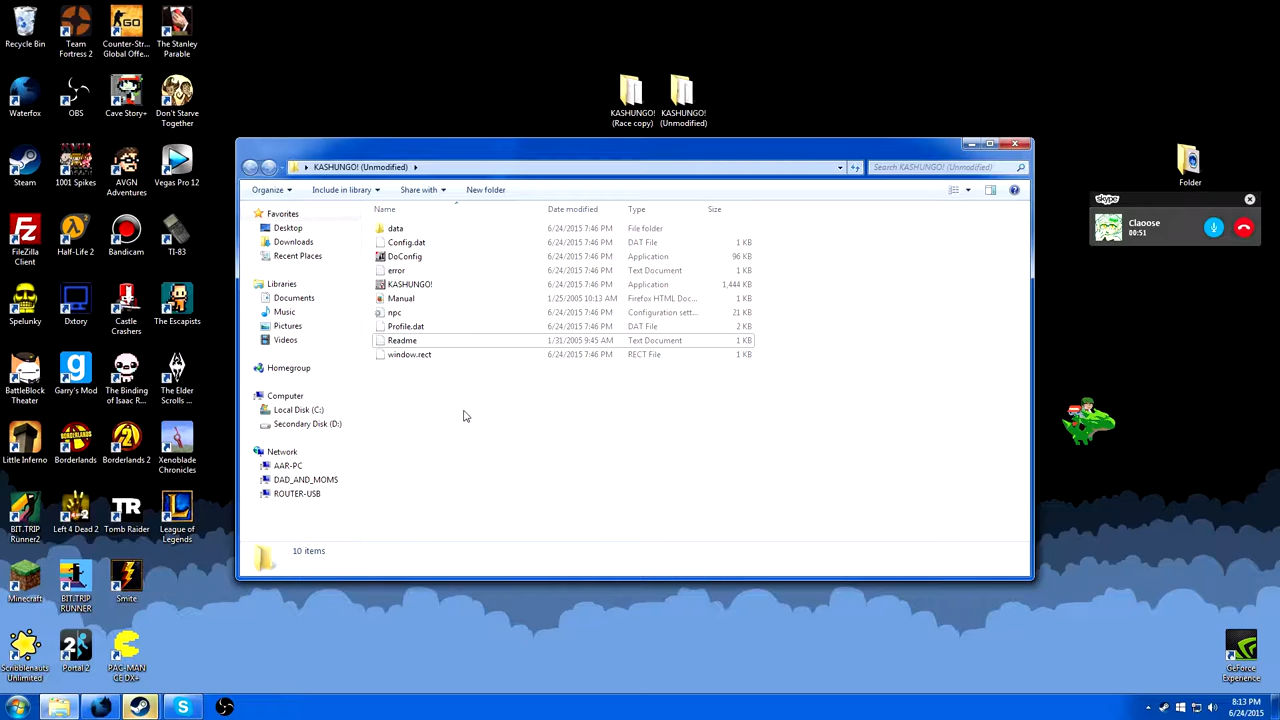 Recycle Bin
Team
Fortress 2
Counter-Str...
Global Offe...
The Stanley
Parable
Waterfox
OBS
Cave Story+
Don't Starve
Together
Steam
1001 Spikes
AVGN
Adventures
Vegas Pro 12
FileZilla
Client
Half-Life 2
Bandicam
TI-83
Spelunky
Dxtory
Castle
Crashers
The Escapists
BattleBlock
Theater
Garry's Mod
The Binding
of Isaac R...
The Elder
Scrolls ...
Little Inferno
Borderlands
Borderlands 2
Xenoblade
Chronicles
BIT.TRIP
Runner2
Left 4 Dead 2
Tomb Raider
League of
Legends
Minecraft
BIT.TRIP
RUNNER
Smite
Scribblenauts
Unlimited
Portal 2
PAC-MAN
CE DX+
KASHUNGO!
(Race copy)
KASHUNGO!
(Unmodified)
Folder
skype
Claoose
00:51
GeForce
Experience
KASHUNGO! (Unmodified)
Search KASHUNGO! (Unmodified)
Organize
Include in library
Share with
New folder
Favorites
Desktop
Downloads
Recent Places
Libraries
Documents
Music
Pictures
Videos
Homegroup
Computer
Local Disk (C:)
Secondary Disk (D:)
Network
AAR-PC
DAD_AND_MOMS
ROUTER-USB
Name Date modified Type Size
data 6/24/2015 7:46 PM File folder
Config.dat 6/24/2015 7:46 PM DAT File 1 KB
DoConfig 6/24/2015 7:46 PM Application 96 KB
error 6/24/2015 7:46 PM Text Document 1 KB
KASHUNGO! 6/24/2015 7:46 PM Application 1,444 KB
Manual 1/25/2005 10:13 AM Firefox HTML Doc... 1 KB
npc 6/24/2015 7:46 PM Configuration sett... 21 KB
Profile.dat 6/24/2015 7:46 PM DAT File 2 KB
Readme 1/31/2005 9:45 AM Text Document 1 KB
window.rect 6/24/2015 7:46 PM RECT File 1 KB
10 items
8:13 PM
6/24/2015